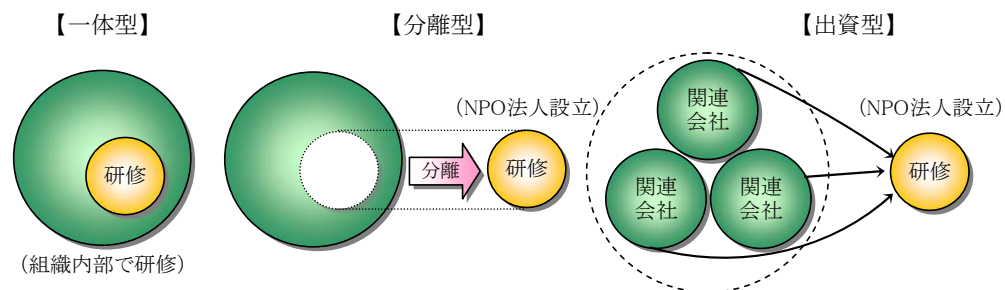 【一体型】
研修
(組織内部で研修)
【分離型】
分離
(NPO法人設立)
研修
【出資型】
関連
会社
関連
会社
関連
会社
(NPO法人設立)
研修